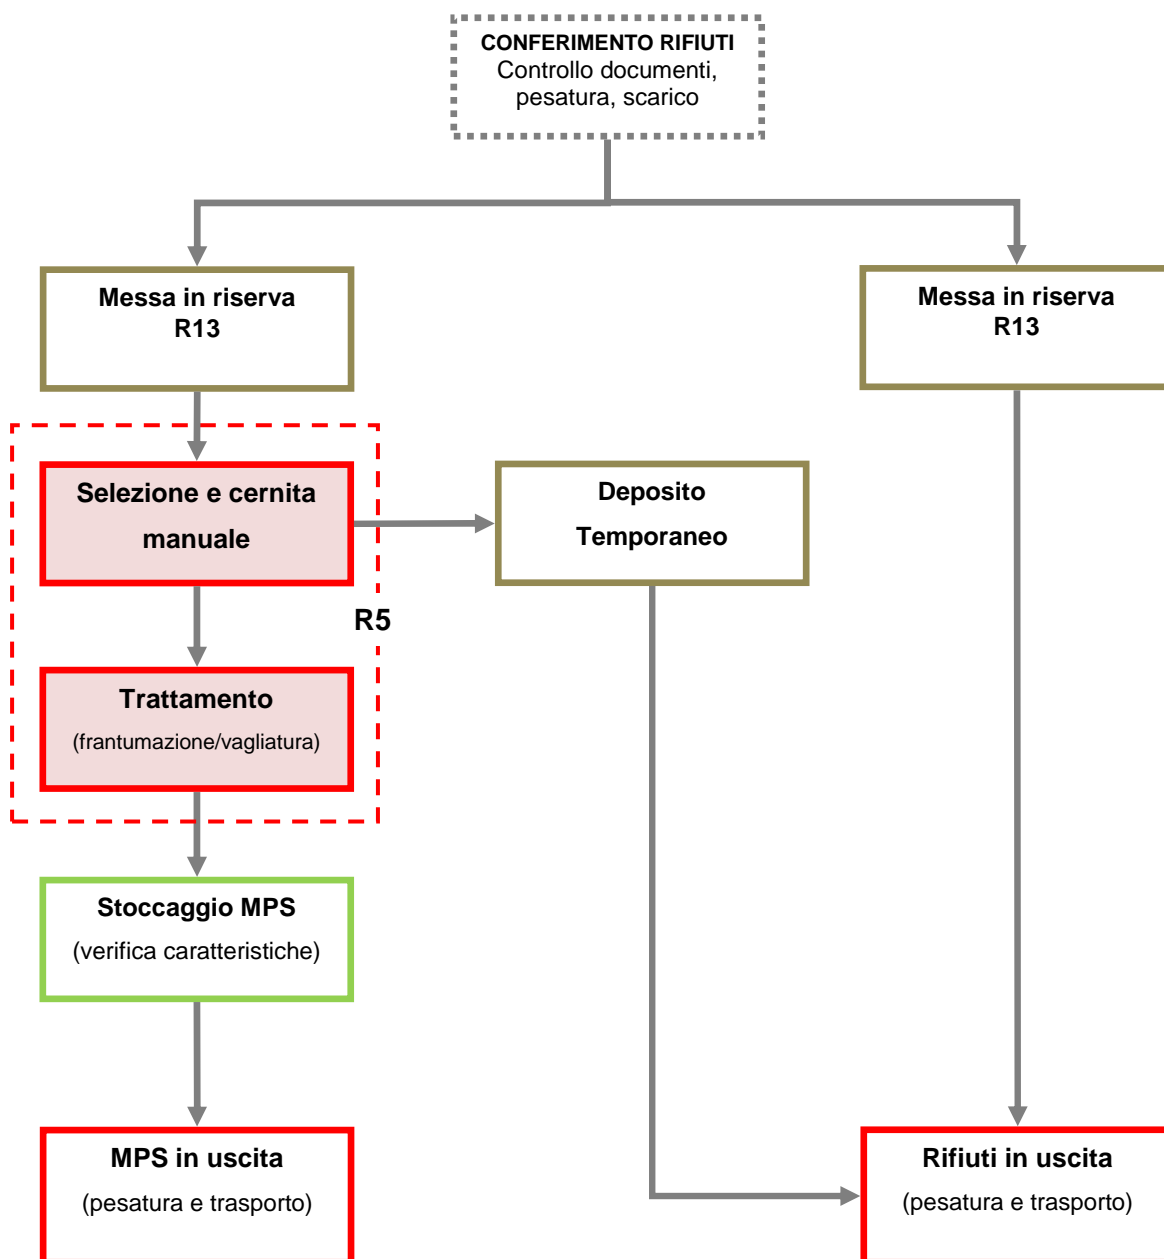 CONFERIMENTO RIFIUTI
Controllo documenti,
pesatura, scarico
Messa in riserva
R13
Messa in riserva
R13
Selezione e cernita
manuale
Deposito
Temporaneo
R5
Trattamento
(frantumazione/vagliatura)
Stoccaggio MPS
(verifica caratteristiche)
MPS in uscita
(pesatura e trasporto)
Rifiuti in uscita
(pesatura e trasporto)